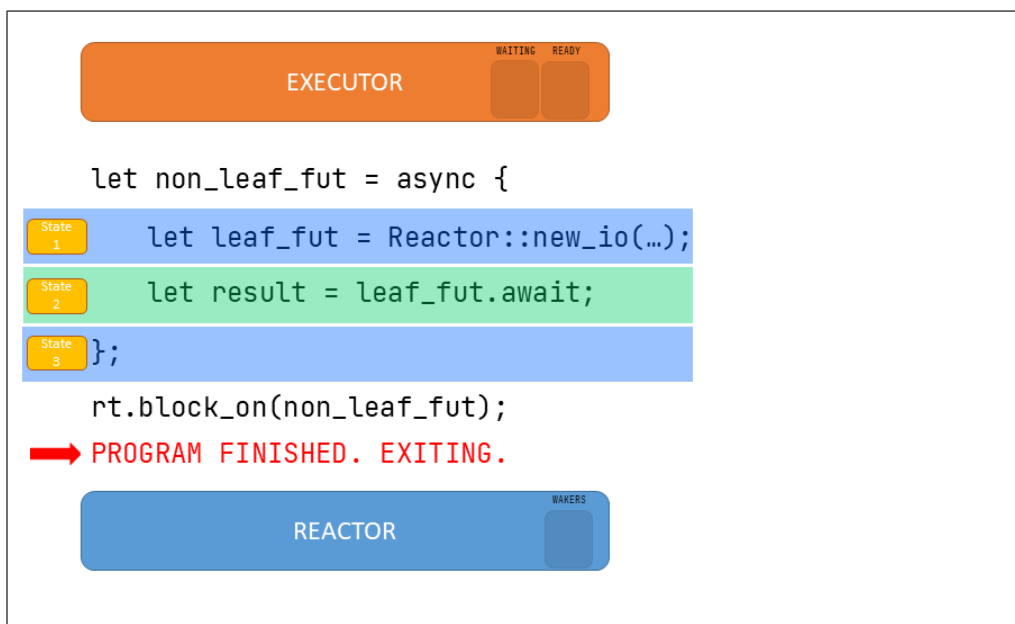 WAITING READY
EXECUTOR
let non_leaf_fut = async {
State
1
let leaf_fut = Reactor::new_io(…);
State
2
let result = leaf_fut.await;
State
3
};
rt.block_on(non_leaf_fut);
PROGRAM FINISHED. EXITING.
WAKERS
REACTOR